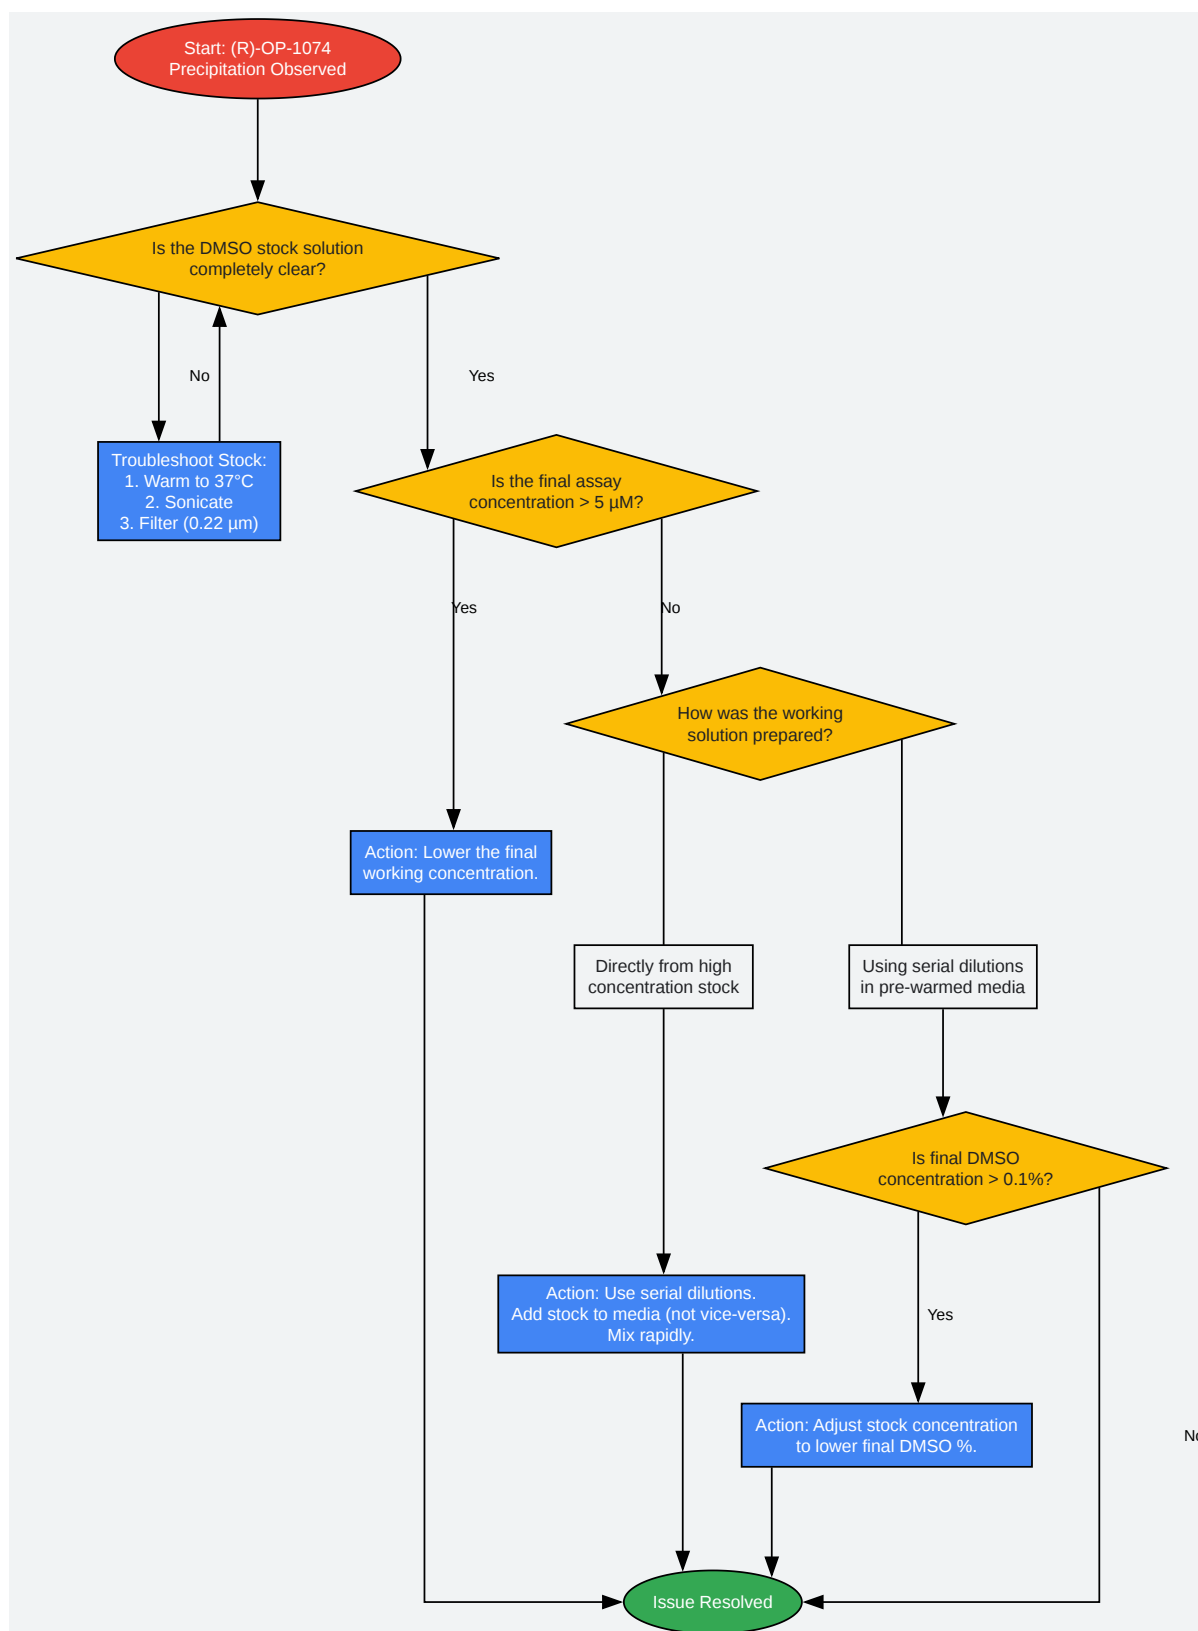 Start: (R)-OP-1074
Precipitation Observed
Is the DMSO stock solution
completely clear?
No
Yes
Troubleshoot Stock:
1. Warm to 37°C
2. Sonicate
3. Filter (0.22 µm)
Is the final assay
concentration > 5 µM?
Yes
No
How was the working
solution prepared?
Action: Lower the final
working concentration.
Directly from high
concentration stock
Using serial dilutions
in pre-warmed media
Is final DMSO
concentration > 0.1%?
Action: Use serial dilutions.
Add stock to media (not vice-versa).
Mix rapidly.
Yes
Action: Adjust stock concentration
to lower final DMSO %.
No
Issue Resolved